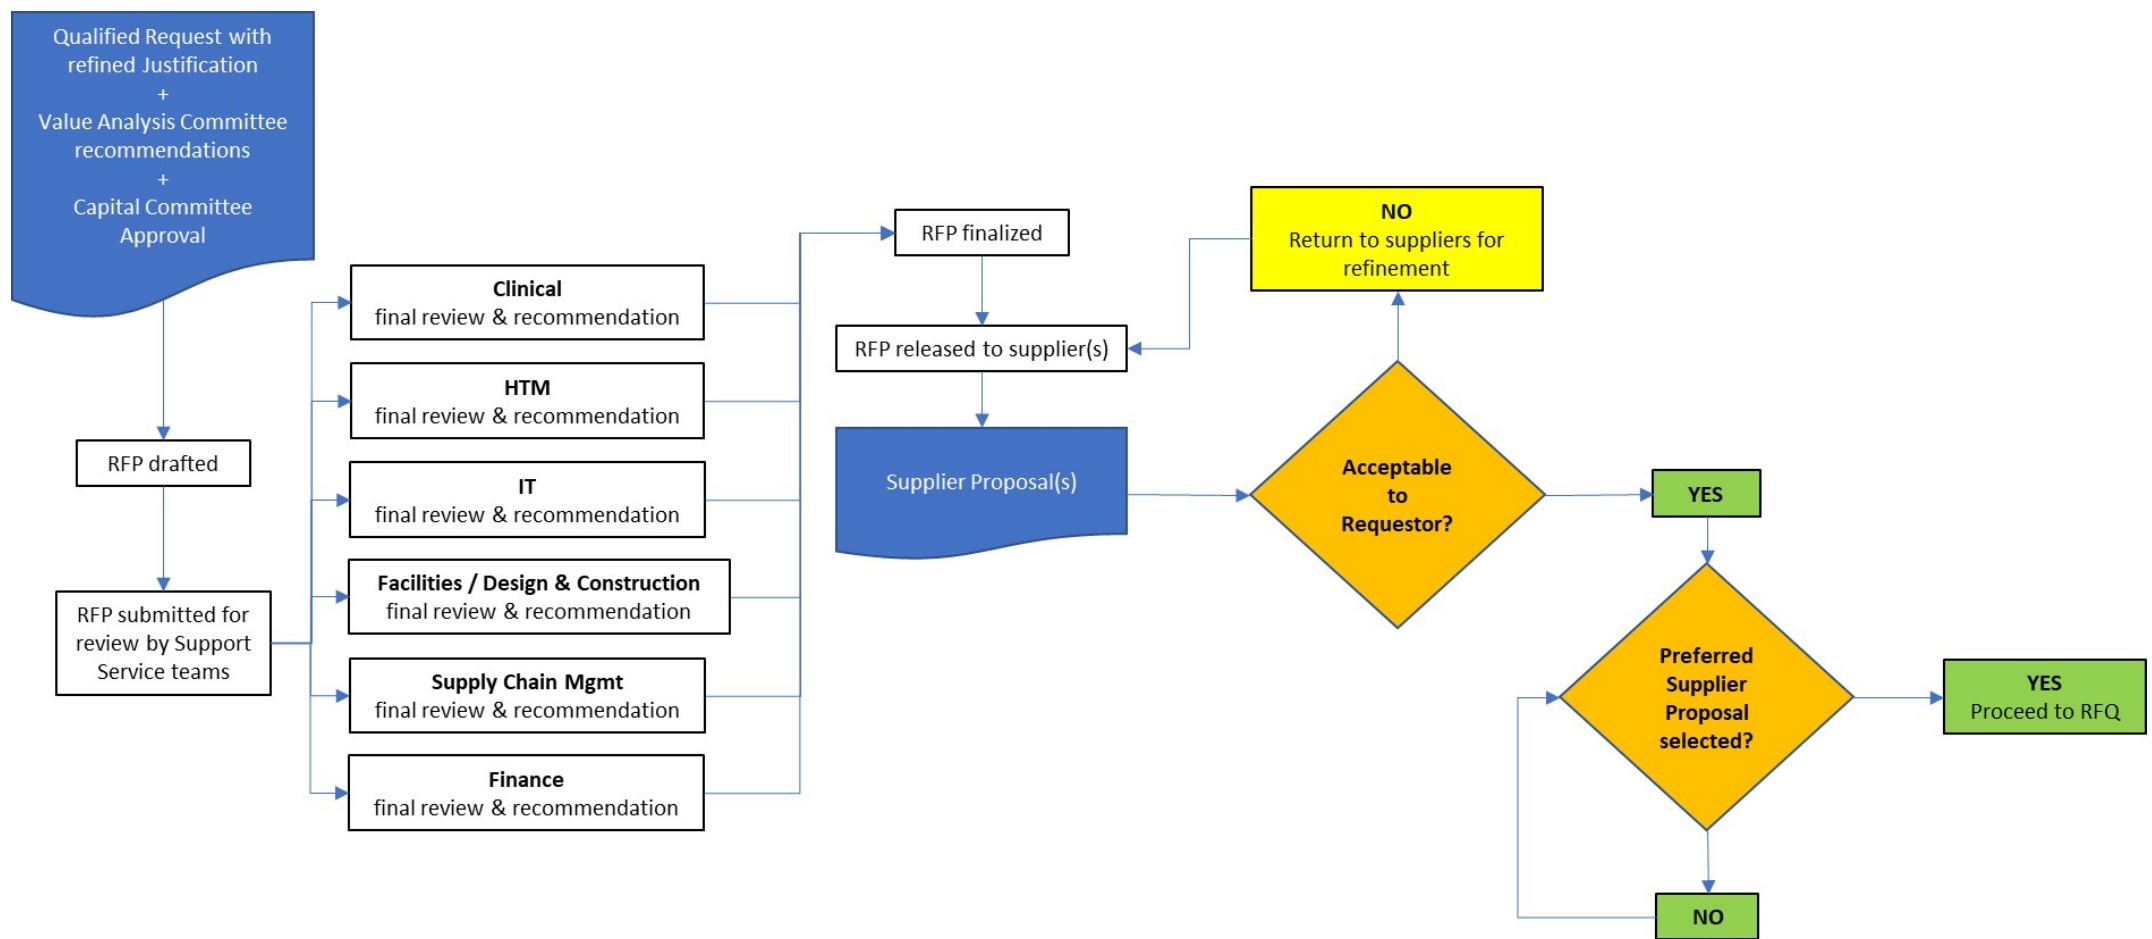 Qualified Request with
refined Justification
+
Value Analysis Committee
recommendations
+
Capital Committee
Approval
RFP drafted
RFP submitted for
review by Support
Service teams
Clinical
final review & recommendation
HTM
final review & recommendation
IT
final review & recommendation
Facilities / Design & Construction
final review & recommendation
Supply Chain Mgmt
final review & recommendation
Finance
final review & recommendation
RFP finalized
RFP released to supplier(s)
Supplier Proposal(s)
Acceptable
to
Requestor?
NO
Return to suppliers for
refinement
YES
Preferred
Supplier
Proposal
selected?
YES
Proceed to RFQ
NO